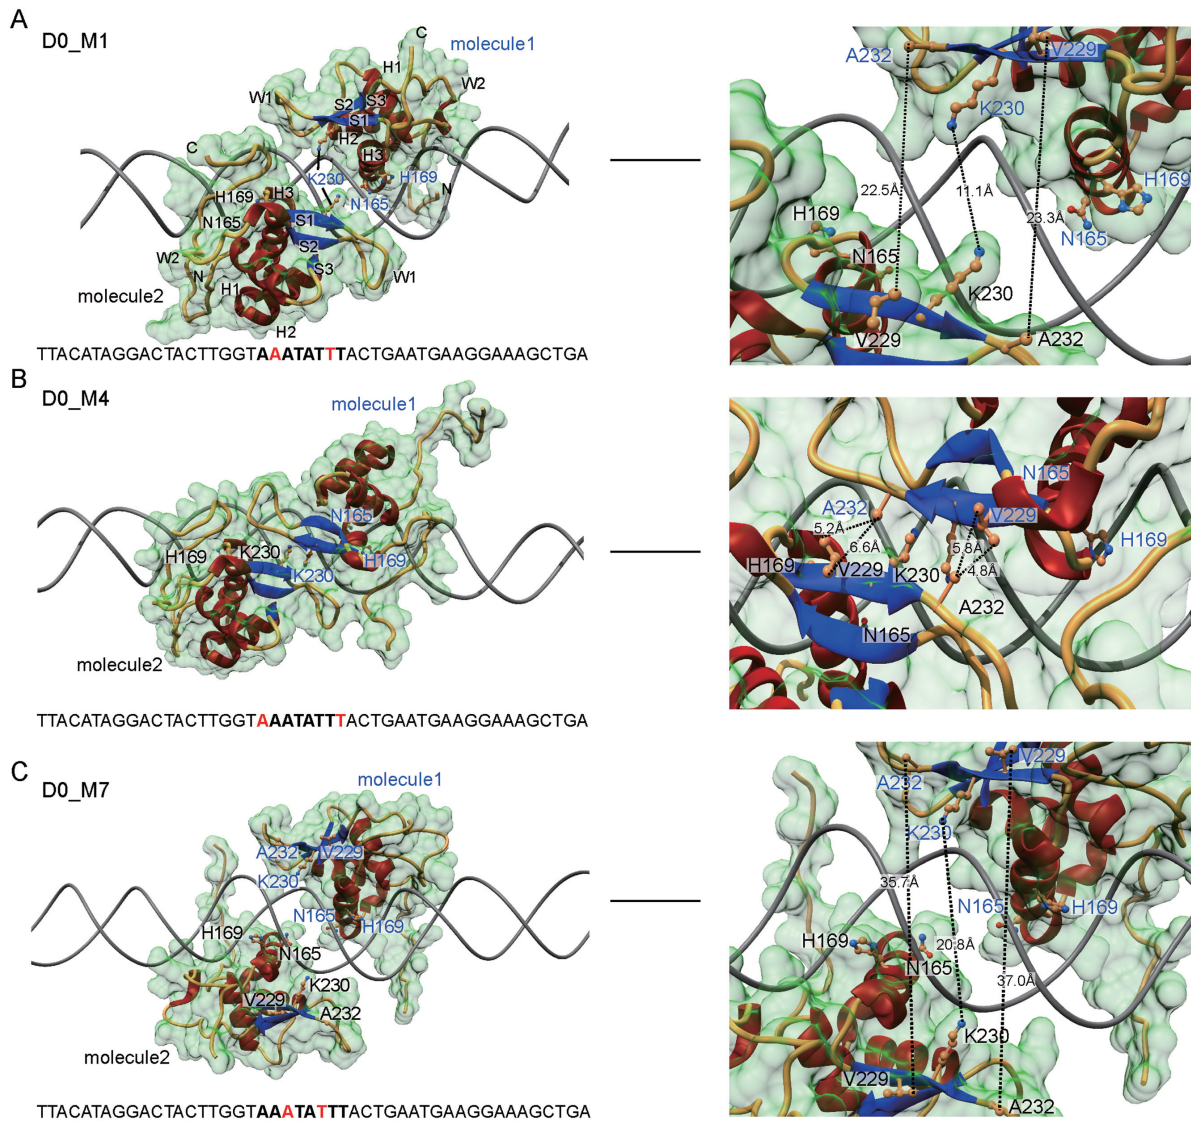 A
D0_M1
molecule1
C
H1
W2
W1
S2
S3
S1
H2
H3
C
K230
H169
N165
N
H169
H3
N165
S1
S2
W2
N
S3
W1
H1
molecule2
H2
TTACATAGGACTACTTGGTAAATATTTACTGAATGAAGGAAAGCTGA
A232
V229
K230
H169
22.5Å
11.1Å
23.3Å
H169
N165
N165
K230
V229
A232
B
D0_M4
molecule1
N165
K230
H169
H169
K230
molecule2
TTACATAGGACTACTTGGTAAATATTTACTGAATGAAGGAAAGCTGA
N165
A232
V229
5.2Å
H169
6.6Å
5.8Å
H169
V229
K230
4.8Å
A232
N165
C
D0_M7
molecule1
A232
V229
K230
N165
H169
H169
N165
K230
V229
A232
molecule2
TTACATAGGACTACTTGGTAAATATTTACTGAATGAAGGAAAGCTGA
V229
A232
K230
35.7Å
N165
H169
H169
20.8Å
N165
37.0Å
K230
V229
A232